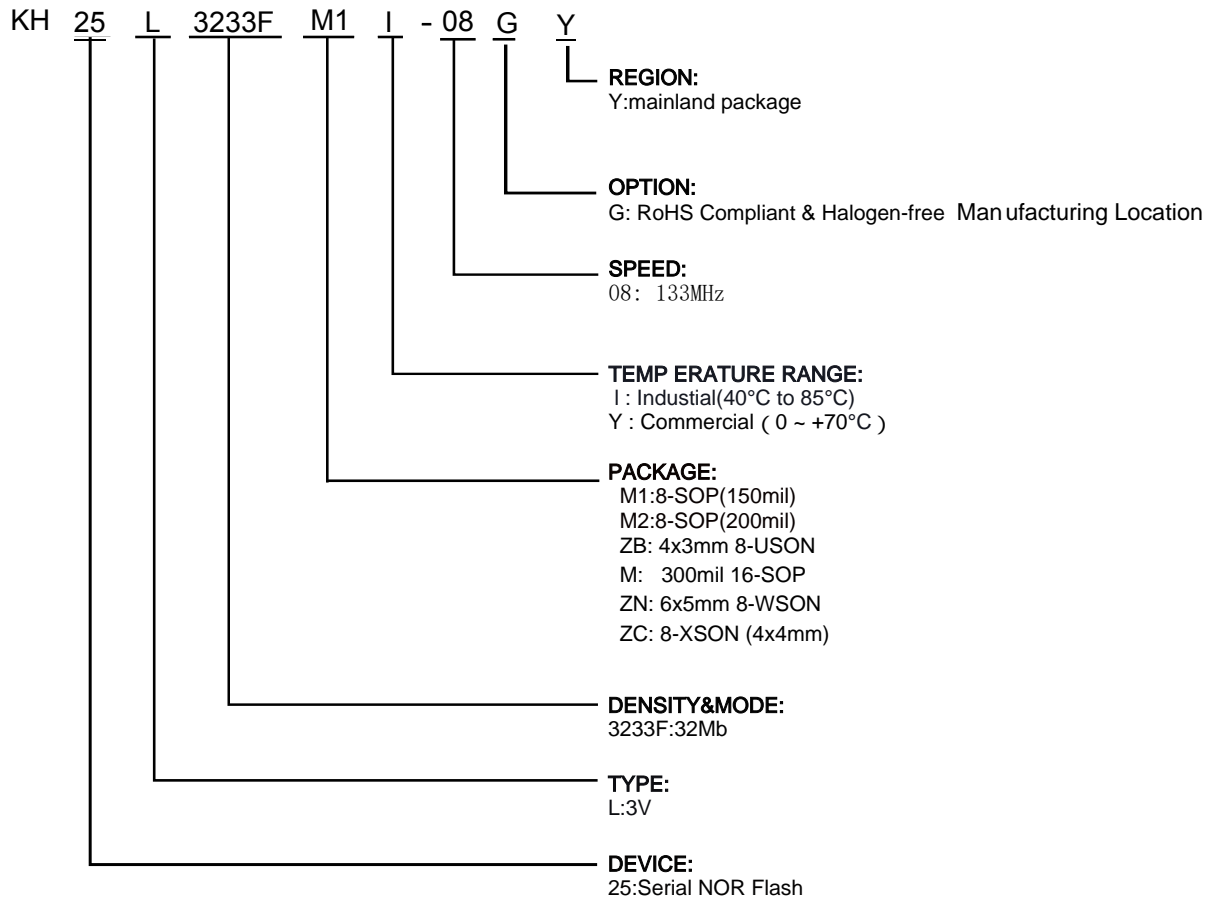 KH 25 L 3233F M1 I - 08 G Y
REGION:
Y:mainland package
OPTION:
G: RoHS Compliant & Halogen-free Man ufacturing Location
SPEED:
08: 133MHz
TEMP ERATURE RANGE:
I : Industial(40°C to 85°C)
Y : Commercial ( 0 ~ +70°C )
PACKAGE:
M1:8-SOP(150mil)
M2:8-SOP(200mil)
ZB: 4x3mm 8-USON
M: 300mil 16-SOP
ZN: 6x5mm 8-WSON
ZC: 8-XSON (4x4mm)
DENSITY&MODE:
3233F:32Mb
TYPE:
L:3V
DEVICE:
25:Serial NOR Flash